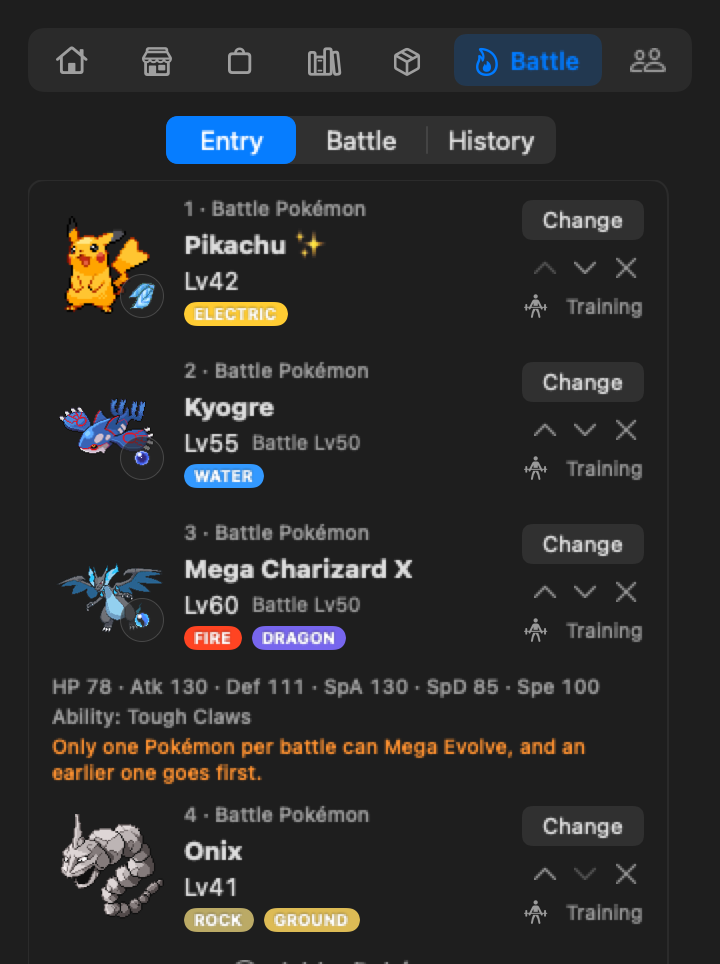 Battle
Entry
Battle
History
1 · Battle Pokémon
Pikachu ✨
Lv42
ELECTRIC
Change
Training
2 · Battle Pokémon
Kyogre
Lv55 Battle Lv50
WATER
Change
Training
3 · Battle Pokémon
Mega Charizard X
Lv60 Battle Lv50
FIRE DRAGON
Change
Training
HP 78 · Atk 130 · Def 111 · SpA 130 · SpD 85 · Spe 100
Ability: Tough Claws
Only one Pokémon per battle can Mega Evolve, and an
earlier one goes first.
4 · Battle Pokémon
Onix
Lv41
ROCK GROUND
Change
Training